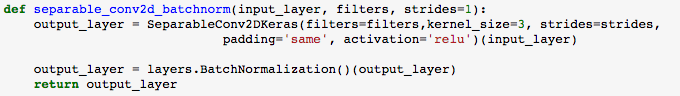 def separable_conv2d_batchnorm(input_layer, filters, strides=1):
    output_layer = SeparableConv2DKeras(filters=filters,kernel_size=3, strides=strides,
                             padding='same', activation='relu')(input_layer)

    output_layer = layers.BatchNormalization()(output_layer)
    return output_layer